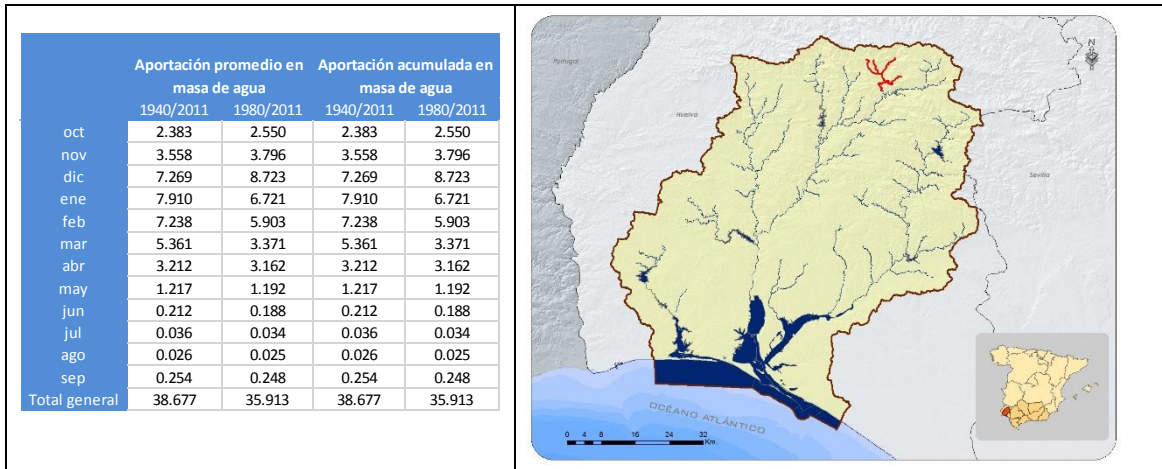 Aportación promedio en masa de agua Aportación acumulada en masa de agua
1940/2011 1980/2011 1940/2011 1980/2011
oct 2.383 2.550 2.383 2.550
nov 3.558 3.796 3.558 3.796
dic 7.269 8.723 7.269 8.723
ene 7.910 6.721 7.910 6.721
feb 7.238 5.903 7.238 5.903
mar 5.361 3.371 5.361 3.371
abr 3.212 3.162 3.212 3.162
may 1.217 1.192 1.217 1.192
jun 0.212 0.188 0.212 0.188
jul 0.036 0.034 0.036 0.034
ago 0.026 0.025 0.026 0.025
sep 0.254 0.248 0.254 0.248
Total general 38.677 35.913 38.677 35.913
N
Portugal
Huelva
Sevilla
OCÉANO ATLÁNTICO
0 4 8 16 24 32
Km.